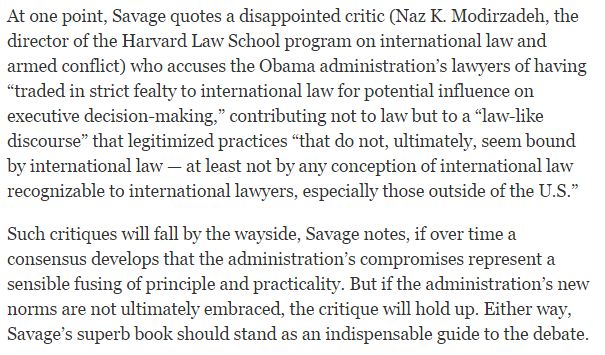 At one point, Savage quotes a disappointed critic (Naz K. Modirzadeh, the
director of the Harvard Law School program on international law and
armed conflict) who accuses the Obama administration’s lawyers of having
“traded in strict fealty to international law for potential influence on
executive decision-making,” contributing not to law but to a “law-like
discourse” that legitimized practices “that do not, ultimately, seem bound
by international law — at least not by any conception of international law
recognizable to international lawyers, especially those outside of the U.S.”
Such critiques will fall by the wayside, Savage notes, if over time a
consensus develops that the administration’s compromises represent a
sensible fusing of principle and practicality. But if the administration’s new
norms are not ultimately embraced, the critique will hold up. Either way,
Savage’s superb book should stand as an indispensable guide to the debate.